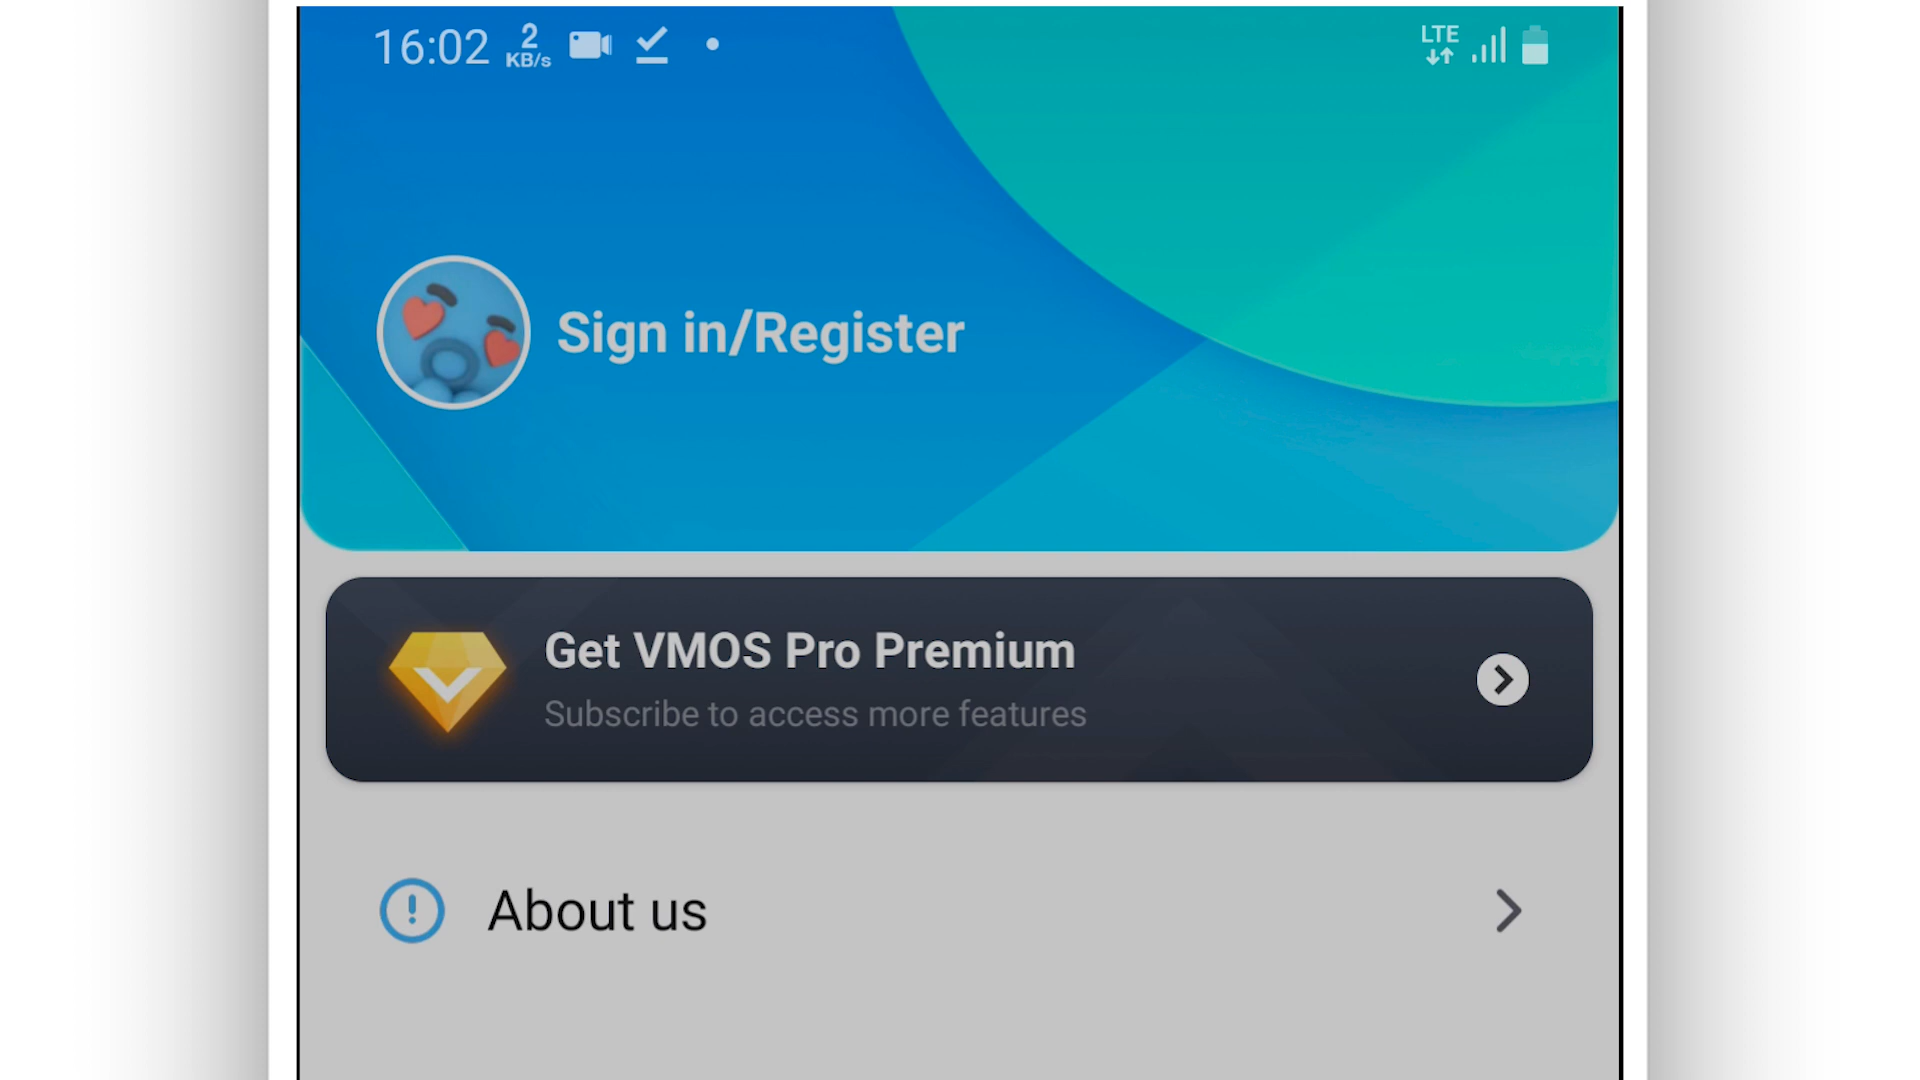 16:02 2 KB/s LTE
Sign in/Register
Get VMOS Pro Premium
Subscribe to access more features
About us